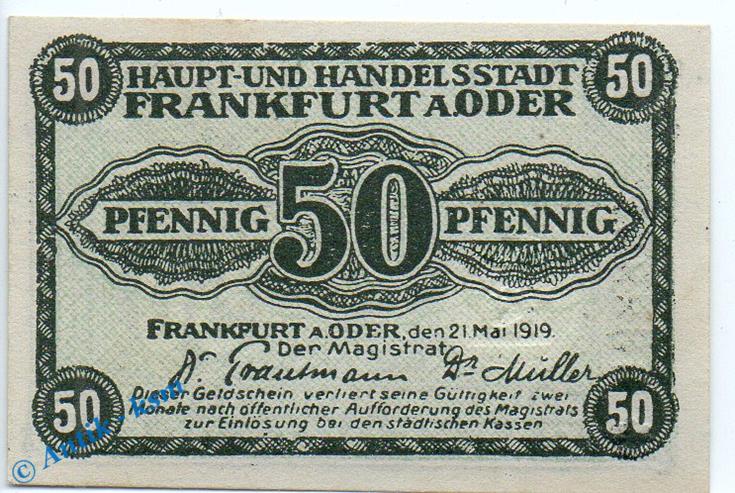 50 50
HAUPT-UND HANDELSSTADT
FRANKFURT A.ODER
PFENNIG 50 PFENNIG
FRANKFURT A.ODER, den 21. Mai 1919.
Der Magistrat
Dr Trautmann Dr Müller
Dieser Geldschein verliert seine Gültigkeit zwei
Monate nach öffentlicher Aufforderung des Magistrats
zur Einlösung bei den städtischen Kassen
50 50
© Antik-